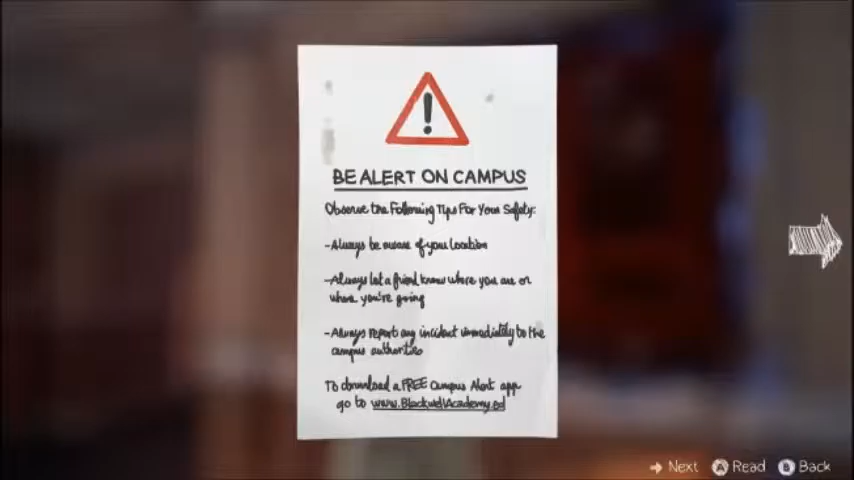 !
BE ALERT ON CAMPUS
Observe the Following Tips For Your Safety:
-Always be aware of your location
-Always let a friend know where you are or
where you're going
-Always report any incident immediately to the
campus authorities
To download a FREE Campus Alert app
go to www.BlackwellAcademy.ed
Next A Read B Back